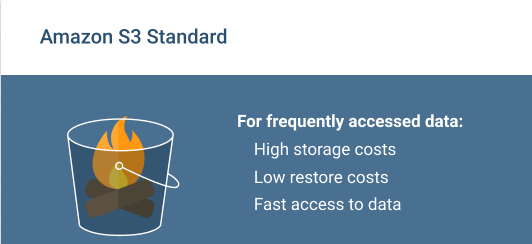 Amazon S3 Standard
For frequently accessed data:
High storage costs
Low restore costs
Fast access to data